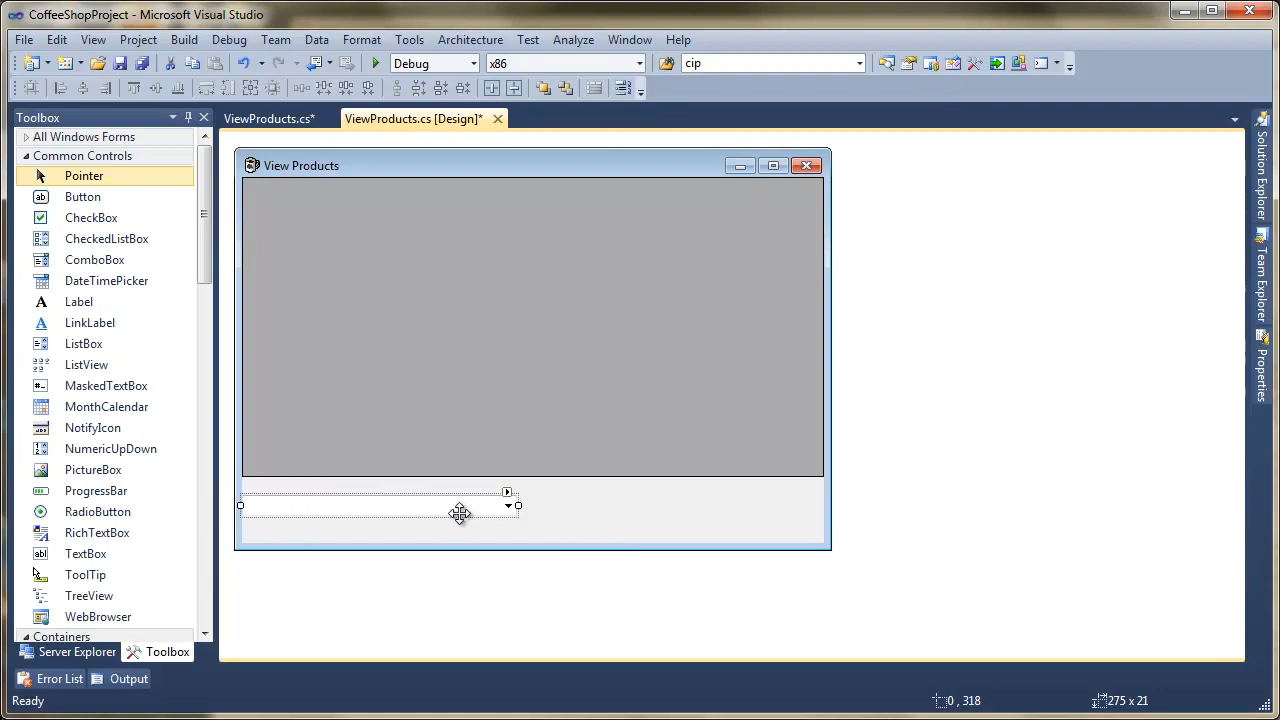 CoffeeShopProject - Microsoft Visual Studio
File Edit View Project Build Debug Team Data Format Tools Architecture Test Analyze Window Help
Debug x86 cip
Toolbox
ViewProducts.cs* ViewProducts.cs [Design]*
All Windows Forms
Common Controls
Pointer
Button
CheckBox
CheckedListBox
ComboBox
DateTimePicker
Label
LinkLabel
ListBox
ListView
MaskedTextBox
MonthCalendar
NotifyIcon
NumericUpDown
PictureBox
ProgressBar
RadioButton
RichTextBox
TextBox
ToolTip
TreeView
WebBrowser
Containers
View Products
Solution Explorer
Team Explorer
Properties
Server Explorer Toolbox
Error List Output
Ready 0 , 318 275 x 21